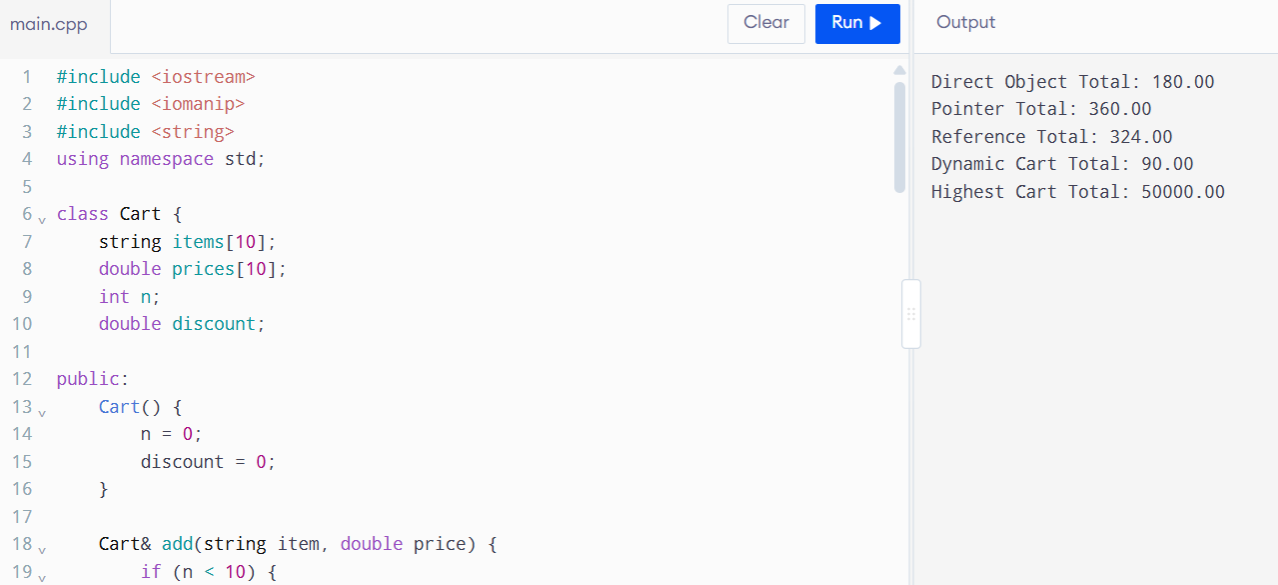 main.cpp
Clear
Run
Output
1 #include <iostream>
2 #include <iomanip>
3 #include <string>
4 using namespace std;
5
6 class Cart {
7 string items[10];
8 double prices[10];
9 int n;
10 double discount;
11
12 public:
13 Cart() {
14 n = 0;
15 discount = 0;
16 }
17
18 Cart& add(string item, double price) {
19 if (n < 10) {
Direct Object Total: 180.00
Pointer Total: 360.00
Reference Total: 324.00
Dynamic Cart Total: 90.00
Highest Cart Total: 50000.00